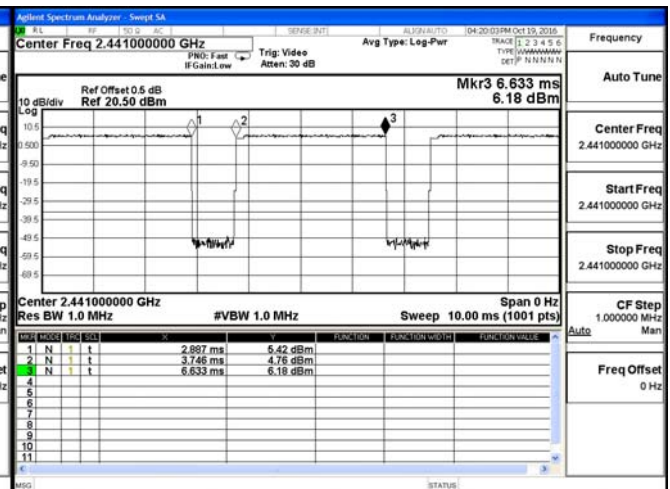 Agilent Spectrum Analyzer - Swept SA
RL RF 50 Ω AC SENSE:INT ALIGNAUTO 04:20:03 PM Oct 19, 2016
Center Freq 2.441000000 GHz
Avg Type: Log-Pwr
TRACE 1 2 3 4 5 6
PNO: Fast
Trig: Video
TYPE
IFGain:Low
Atten: 30 dB
DET P N N N N N
Mkr3 6.633 ms
6.18 dBm
Ref Offset 0.5 dB
10 dB/div Ref 20.50 dBm
Log
10.5
0.500
-9.50
-19.5
-29.5
-39.5
-49.5
-59.5
-69.5
1
2
3
Center 2.441000000 GHz Span 0 Hz
Res BW 1.0 MHz #VBW 1.0 MHz Sweep 10.00 ms (1001 pts)
MKR MODE TRC SCL X Y FUNCTION FUNCTION WIDTH FUNCTION VALUE
1 N 1 t 2.887 ms 5.42 dBm
2 N 1 t 3.746 ms 4.76 dBm
3 N 1 t 6.633 ms 6.18 dBm
4
5
6
7
8
9
10
11
MSG STATUS
Frequency
Auto Tune
Center Freq
2.441000000 GHz
Start Freq
2.441000000 GHz
Stop Freq
2.441000000 GHz
CF Step
1.000000 MHz
Auto Man
Freq Offset
0 Hz